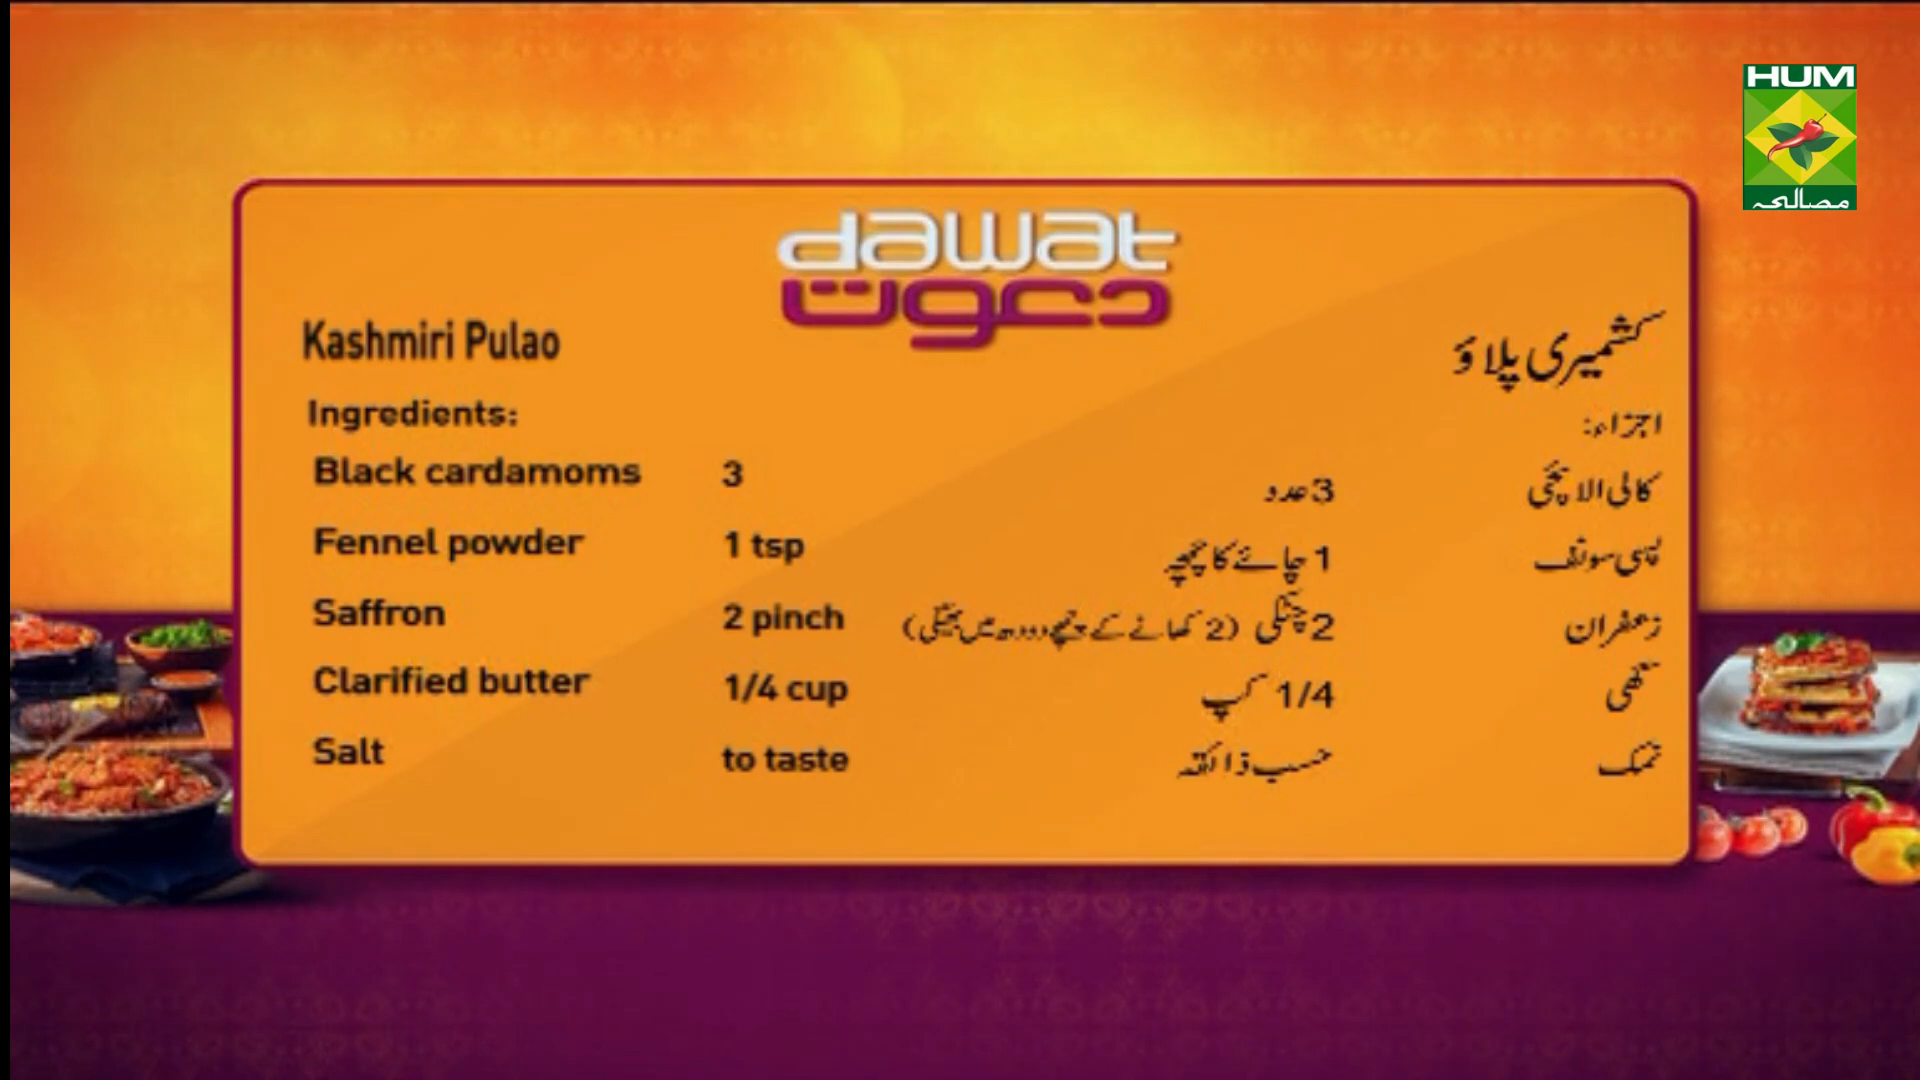 HUM
مصالحہ
dawat
دعوت
Kashmiri Pulao
کشمیری پلاؤ
Ingredients:
اجزاء:
Black cardamoms 3
3 عدد کالی الائچی
Fennel powder 1 tsp
1 چائے کا چمچہ پسی سونف
Saffron 2 pinch
2 چٹکی (2 کھانے کے چمچے دودھ میں بھیگی) زعفران
Clarified butter 1/4 cup
1/4 کپ گھی
Salt to taste
حسب ذائقہ نمک